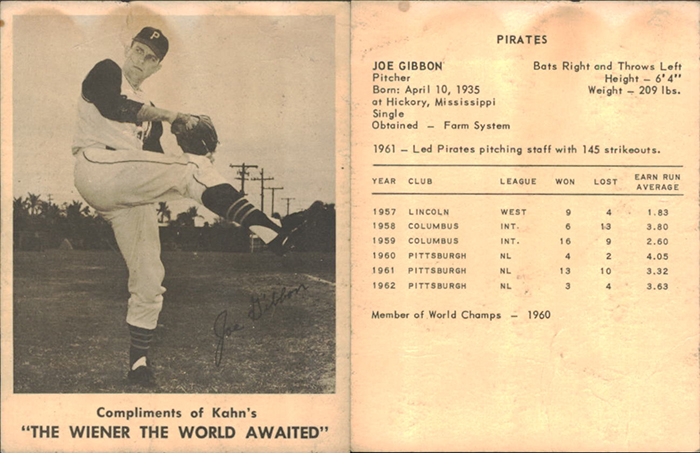 P
Joe Gibbon
Compliments of Kahn's
"THE WIENER THE WORLD AWAITED"
PIRATES
JOE GIBBON Bats Right and Throws Left
Pitcher Height – 6'4"
Born: April 10, 1935 Weight – 209 lbs.
at Hickory, Mississippi
Single
Obtained – Farm System
1961 – Led Pirates pitching staff with 145 strikeouts.
YEAR CLUB LEAGUE WON LOST EARN RUN AVERAGE
1957 LINCOLN WEST 9 4 1.83
1958 COLUMBUS INT. 6 13 3.80
1959 COLUMBUS INT. 16 9 2.60
1960 PITTSBURGH NL 4 2 4.05
1961 PITTSBURGH NL 13 10 3.32
1962 PITTSBURGH NL 3 4 3.63
Member of World Champs – 1960